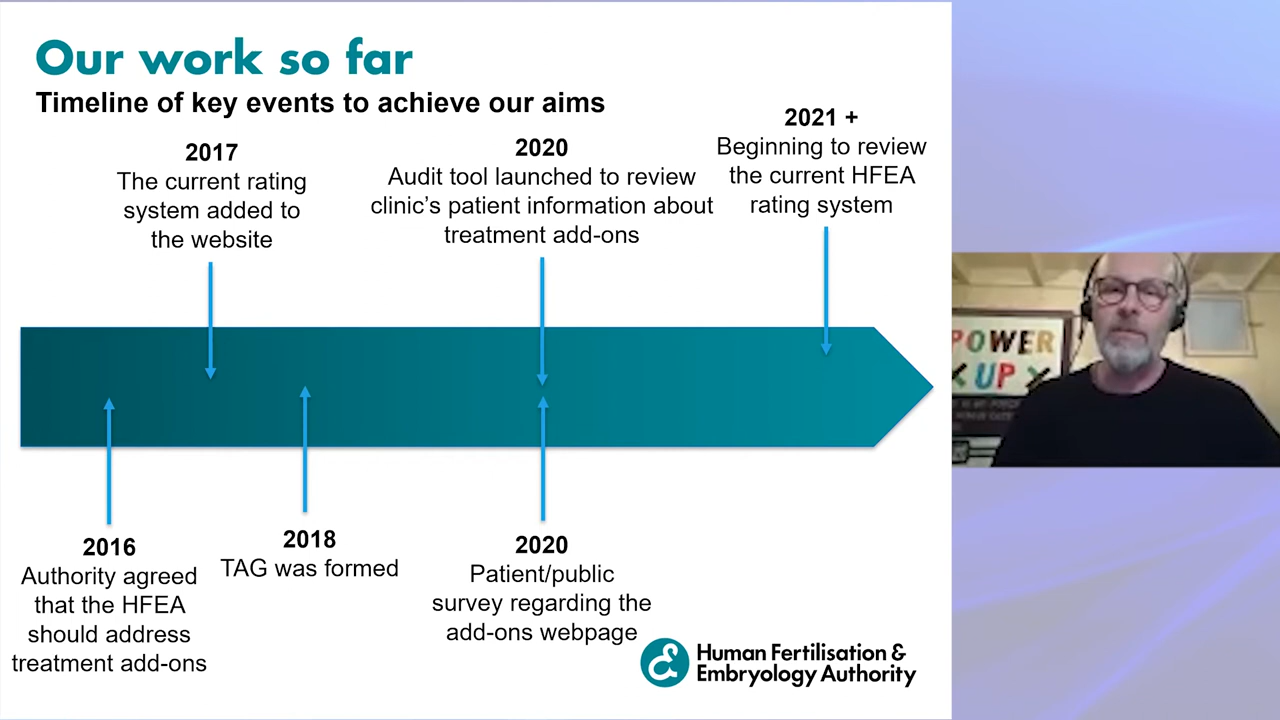 Our work so far
Timeline of key events to achieve our aims
2017
The current rating
system added to
the website
2020
Audit tool launched to review
clinic's patient information about
treatment add-ons
2021 +
Beginning to review
the current HFEA
rating system
2016
Authority agreed
that the HFEA
should address
treatment add-ons
2018
TAG was formed
2020
Patient/public
survey regarding the
add-ons webpage
Human Fertilisation &
Embryology Authority
POWER
UP